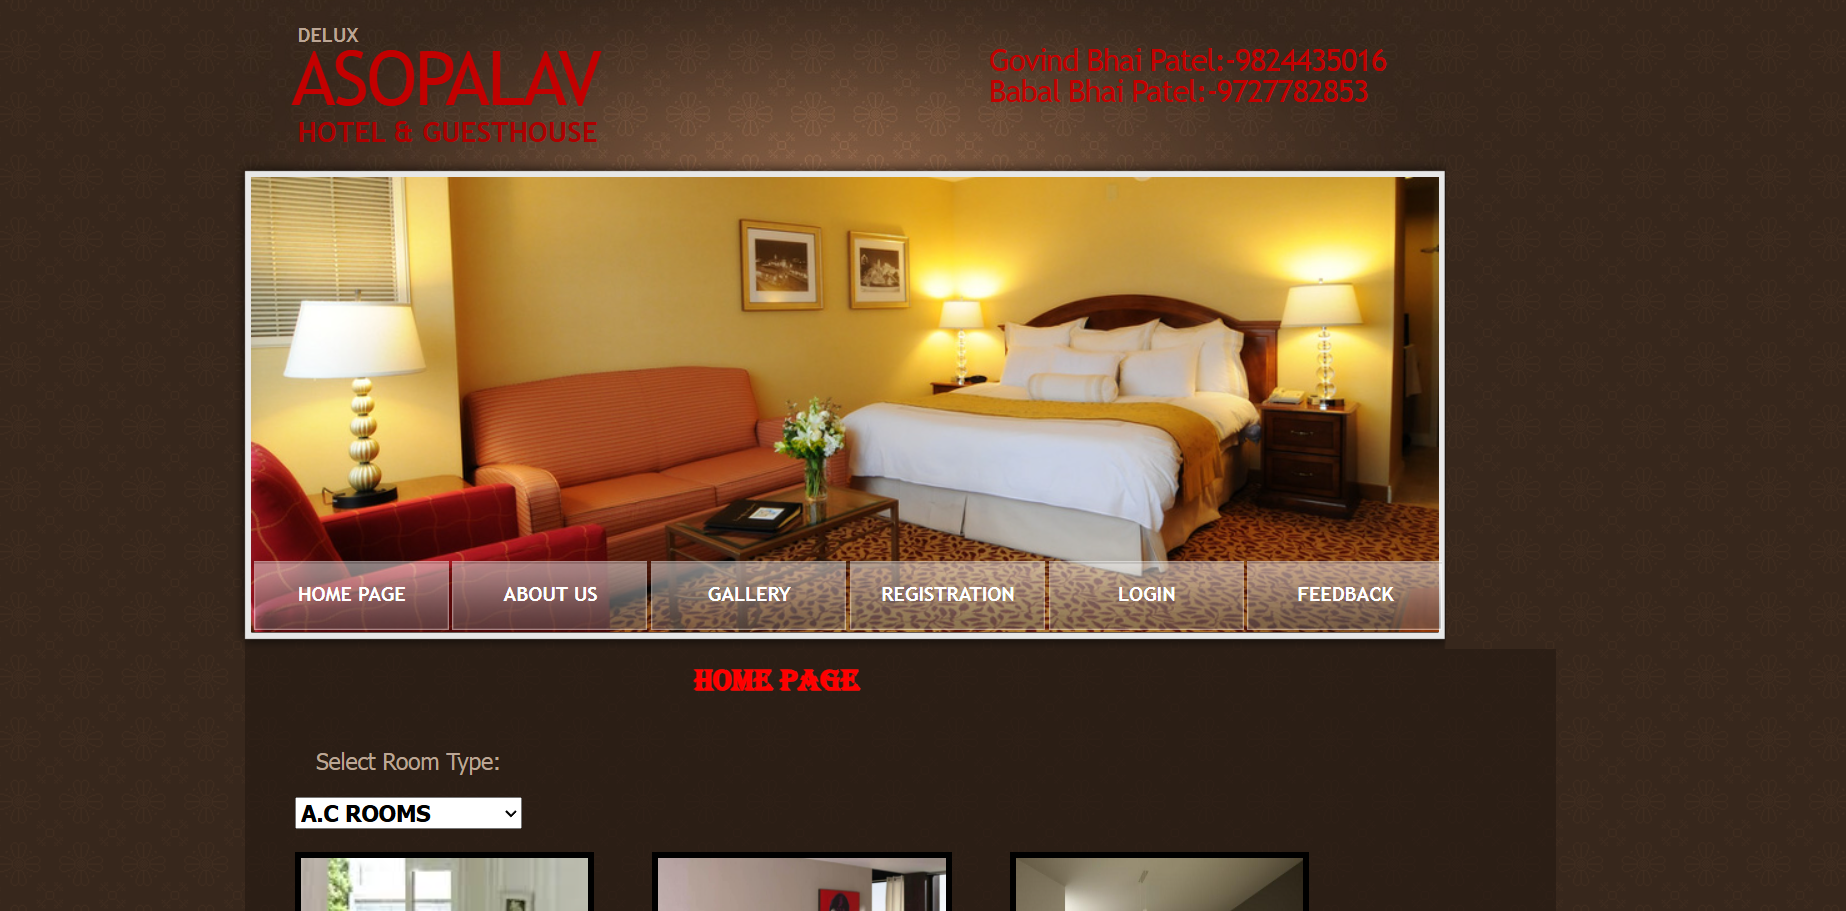 DELUX
ASOPALAV
HOTEL & GUESTHOUSE
Govind Bhai Patel:-9824435016
Babal Bhai Patel:-9727782853
HOME PAGE
ABOUT US
GALLERY
REGISTRATION
LOGIN
FEEDBACK
HOME PAGE
Select Room Type:
A.C ROOMS